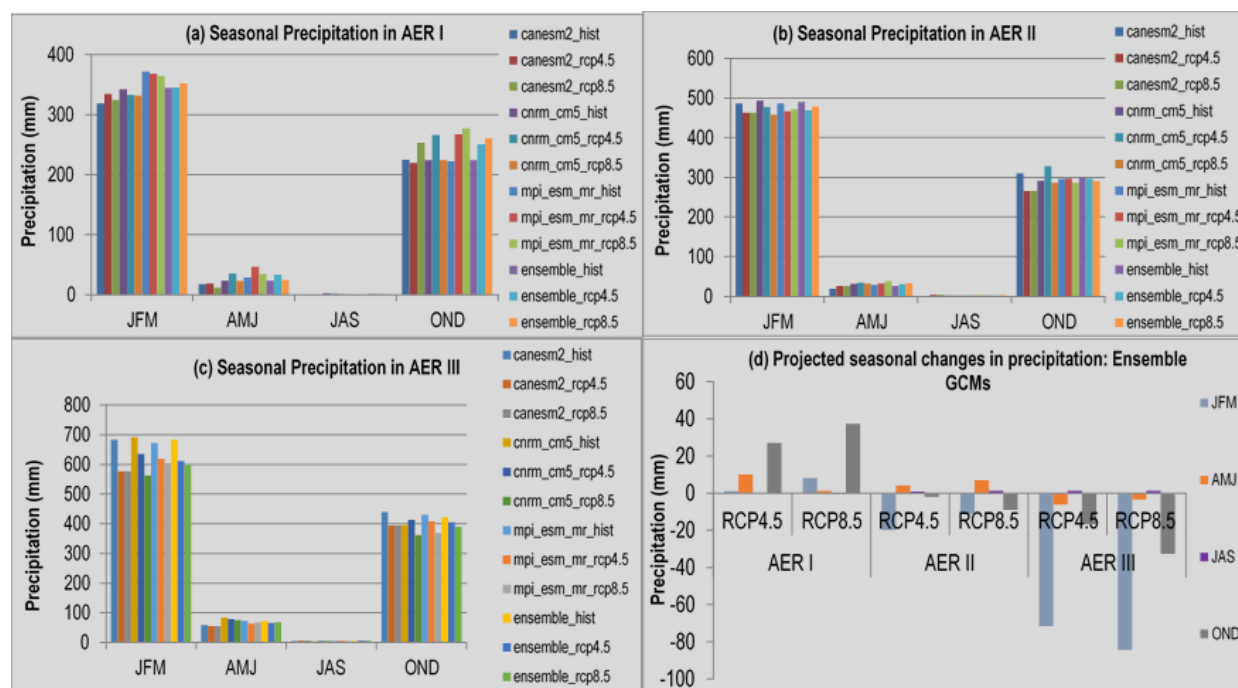 (a) Seasonal Precipitation in AER I
Precipitation (mm)
400
300
200
100
0
JFM AMJ JAS OND
canesm2_hist
canesm2_rcp4.5
canesm2_rcp8.5
cnrm_cm5_hist
cnrm_cm5_rcp4.5
cnrm_cm5_rcp8.5
mpi_esm_mr_hist
mpi_esm_mr_rcp4.5
mpi_esm_mr_rcp8.5
ensemble_hist
ensemble_rcp4.5
ensemble_rcp8.5
(b) Seasonal Precipitation in AER II
Precipitation (mm)
600
500
400
300
200
100
0
JFM AMJ JAS OND
canesm2_hist
canesm2_rcp4.5
canesm2_rcp8.5
cnrm_cm5_hist
cnrm_cm5_rcp4.5
cnrm_cm5_rcp8.5
mpi_esm_mr_hist
mpi_esm_mr_rcp4.5
mpi_esm_mr_rcp8.5
ensemble_hist
ensemble_rcp4.5
ensemble_rcp8.5
(c) Seasonal Precipitation in AER III
Precipitation (mm)
800
700
600
500
400
300
200
100
0
JFM AMJ JAS OND
canesm2_hist
canesm2_rcp4.5
canesm2_rcp8.5
cnrm_cm5_hist
cnrm_cm5_rcp4.5
cnrm_cm5_rcp8.5
mpi_esm_mr_hist
mpi_esm_mr_rcp4.5
mpi_esm_mr_rcp8.5
ensemble_hist
ensemble_rcp4.5
ensemble_rcp8.5
(d) Projected seasonal changes in precipitation: Ensemble
GCMs
Precipitation (mm)
60
40
20
0
-20
-40
-60
-80
-100
RCP4.5 RCP8.5 RCP4.5 RCP8.5 RCP4.5 RCP8.5
AER I AER II AER III
JFM
AMJ
JAS
OND